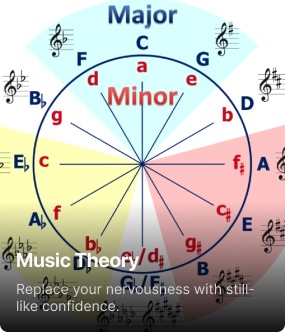 Major
C
F
G
a
d
e
Minor
B♭
D
g
b
E♭
c
f♯
A
A♭
f
c♯
E
b♭
g♯
Music Theory
B
Replace your nervousness with still-
like confidence.